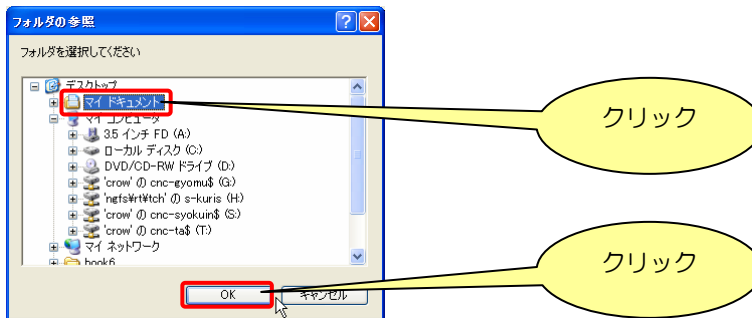 フォルダの参照
フォルダを選択してください
デスクトップ
マイ ドキュメント
クリック
マイ コンピュータ
3.5 インチ FD (A:)
ローカル ディスク (C:)
DVD/CD-RW ドライブ (D:)
'crow' の cnc-gyomu$ (G:)
'ngfs¥rt¥tch' の s-kuris (H:)
'crow' の cnc-syokuin$ (S:)
'crow' の cnc-ta$ (T:)
マイ ネットワーク
book6
クリック
OK
キャンセル